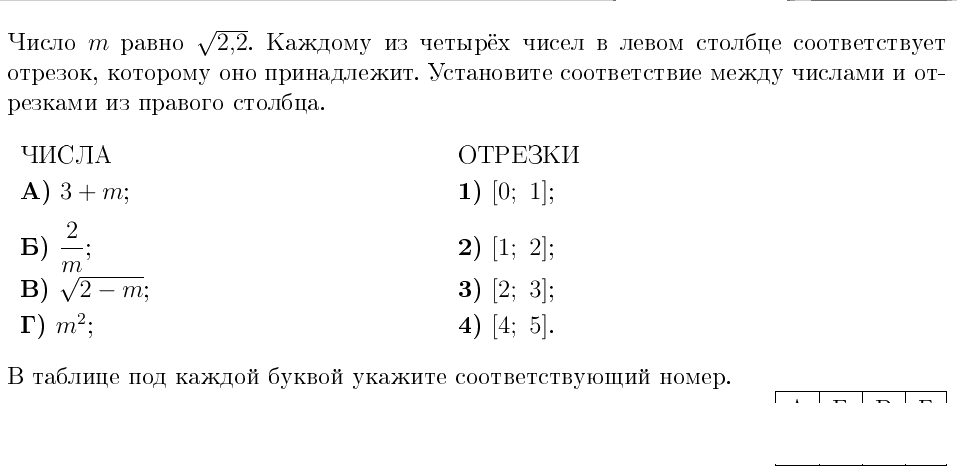 Число m равно √2,2. Каждому из четырёх чисел в левом столбце соответствует
отрезок, которому оно принадлежит. Установите соответствие между числами и от-
резками из правого столбца.
ЧИСЛА ОТРЕЗКИ
А) 3 + m; 1) [0; 1];
Б) 2/m; 2) [1; 2];
В) √(2 − m); 3) [2; 3];
Г) m²; 4) [4; 5].
В таблице под каждой буквой укажите соответствующий номер.